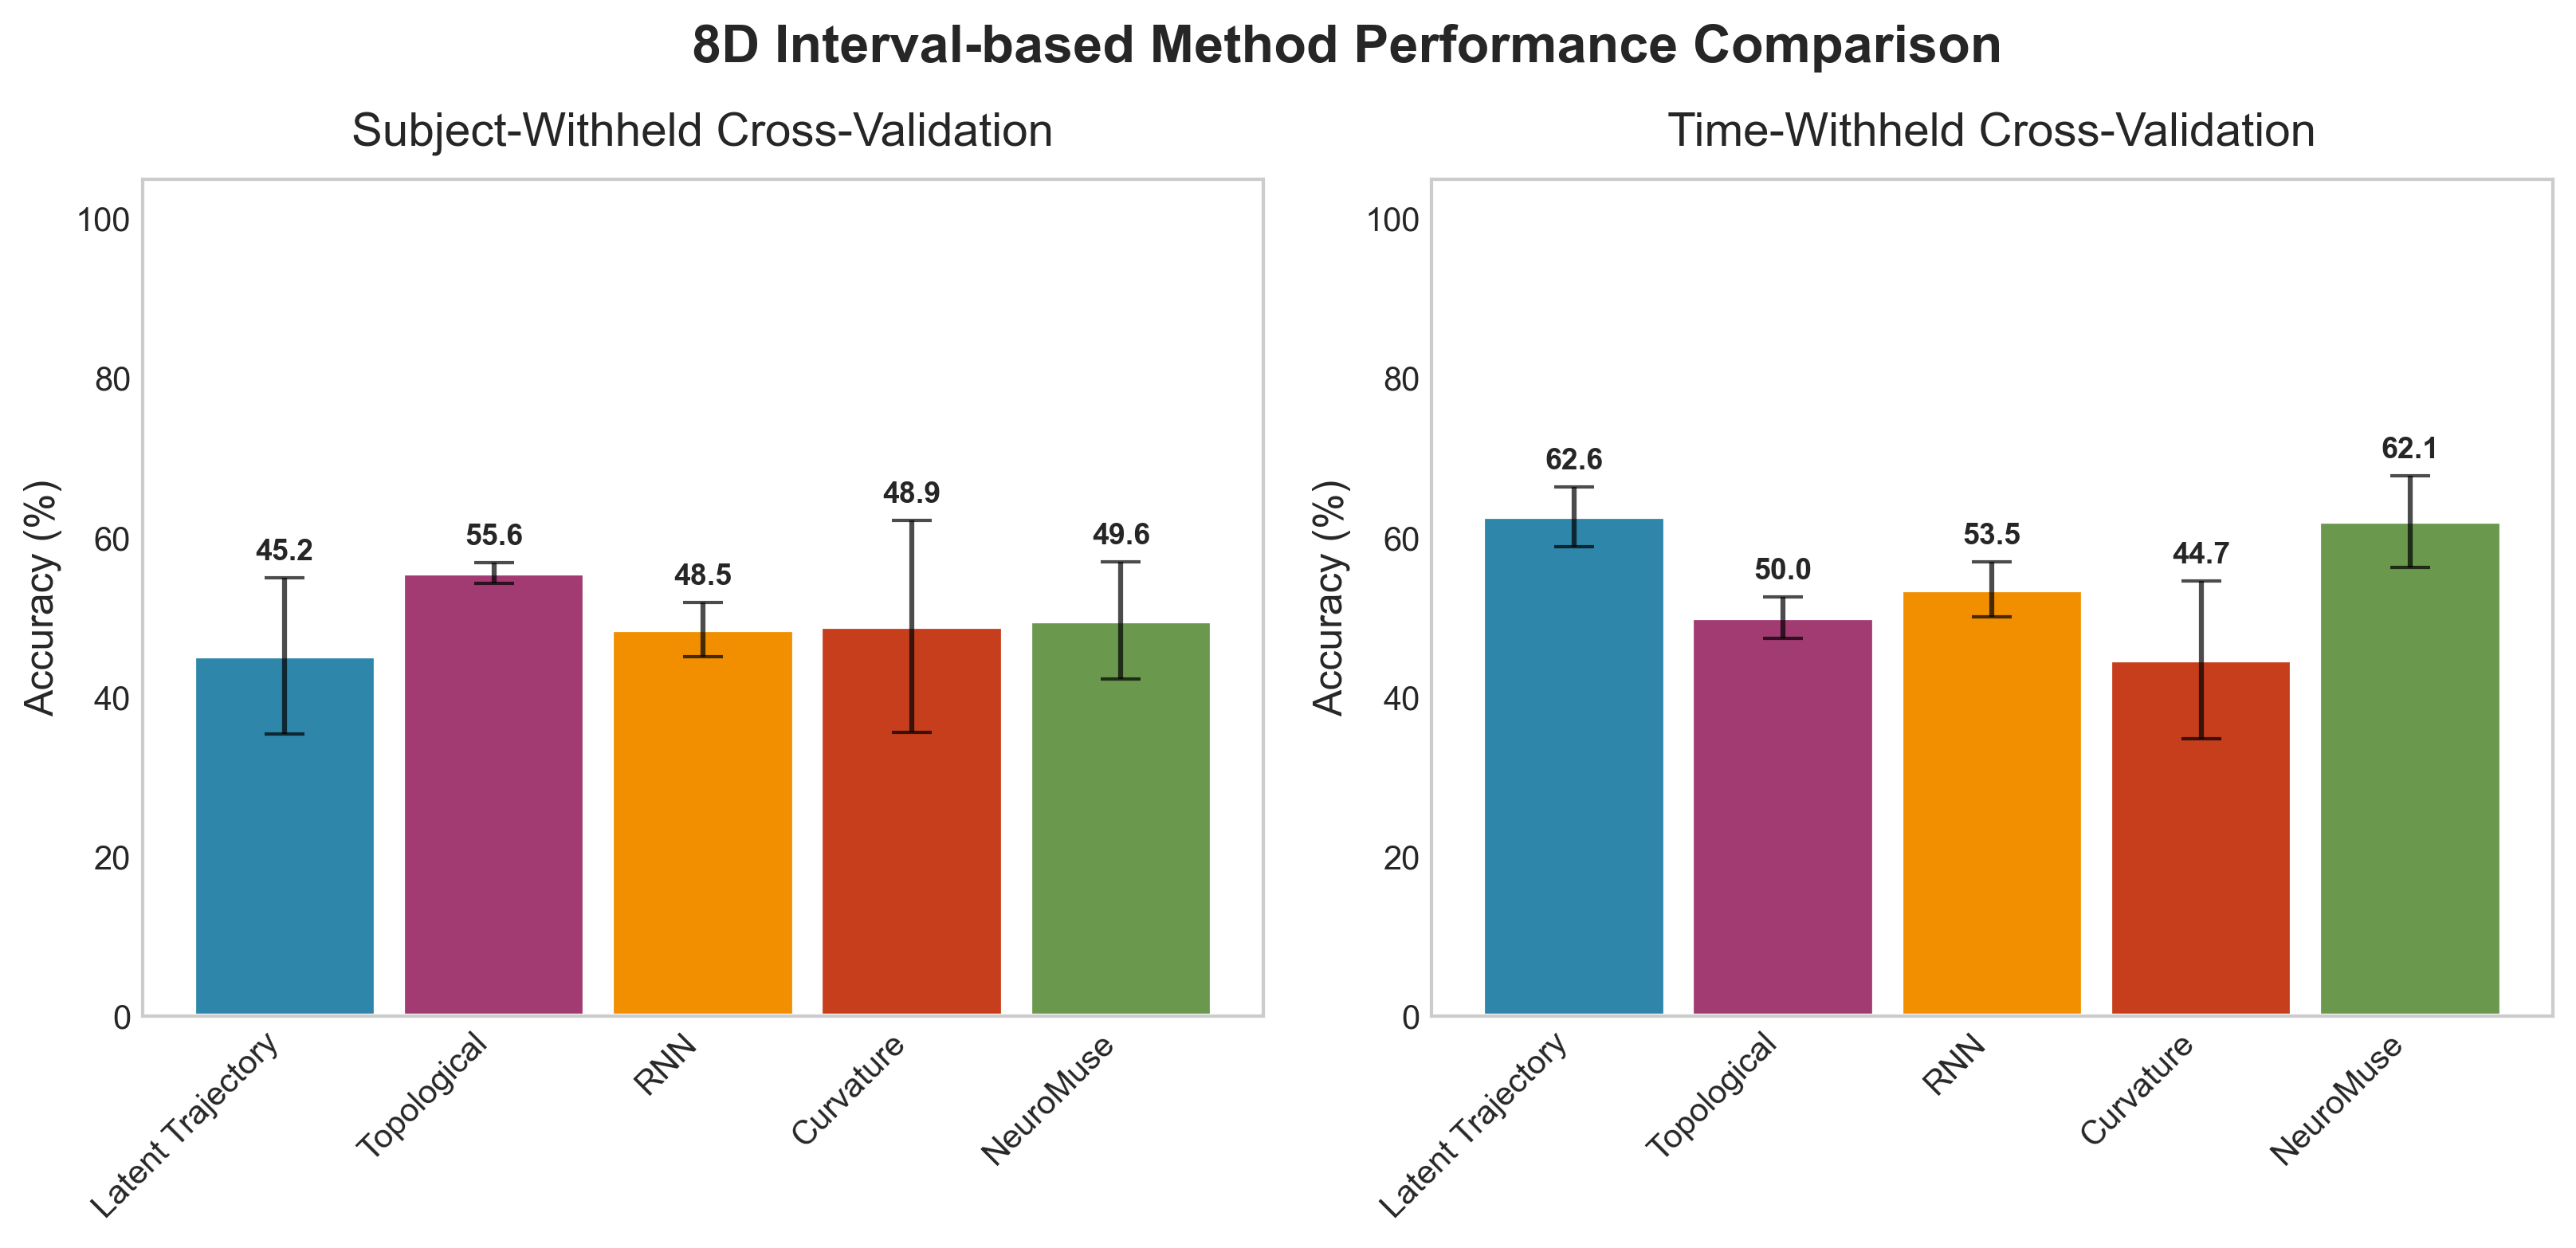 8D Interval-based Method Performance Comparison
Subject-Withheld Cross-Validation
Accuracy (%)
100
80
60
40
20
0
45.2
55.6
48.5
48.9
49.6
Latent Trajectory
Topological
RNN
Curvature
NeuroMuse
Time-Withheld Cross-Validation
Accuracy (%)
100
80
60
40
20
0
62.6
50.0
53.5
44.7
62.1
Latent Trajectory
Topological
RNN
Curvature
NeuroMuse